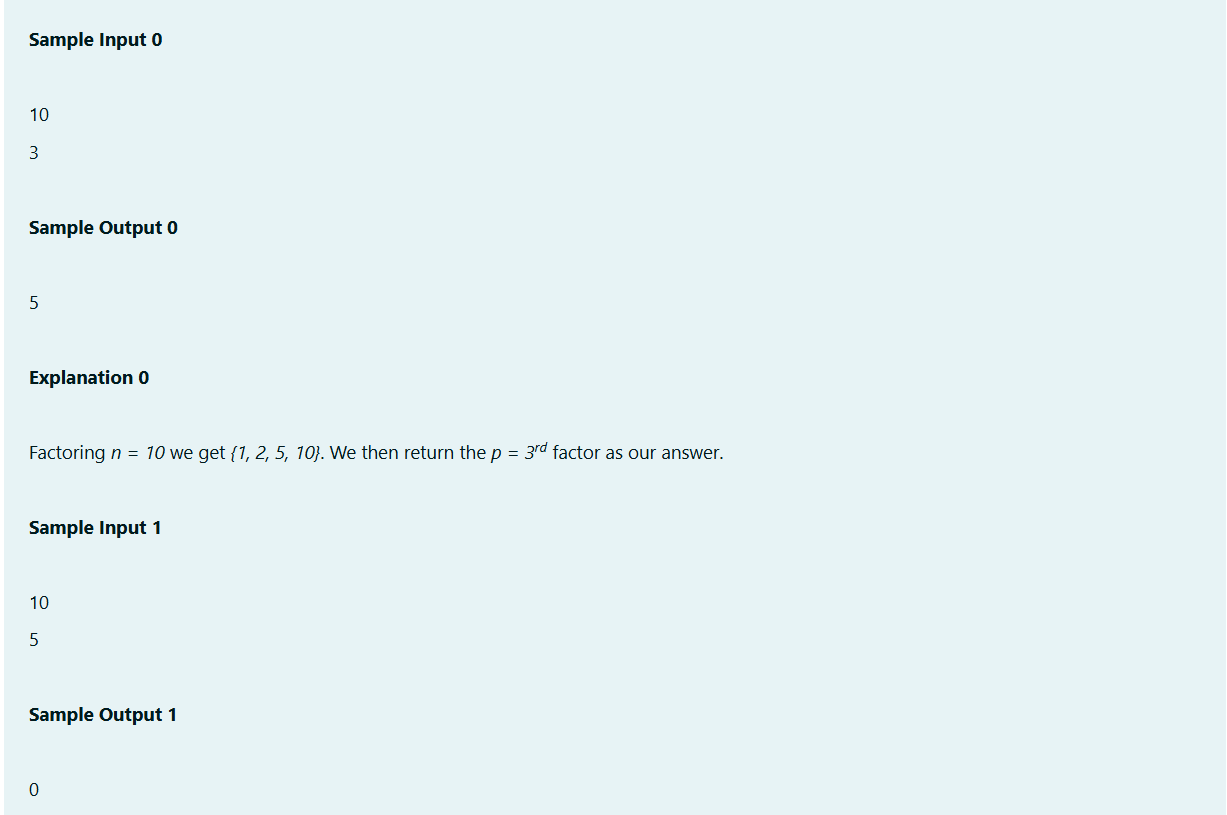 Sample Input 0
10
3
Sample Output 0
5
Explanation 0
Factoring n = 10 we get {1, 2, 5, 10}. We then return the p = 3rd factor as our answer.
Sample Input 1
10
5
Sample Output 1
0